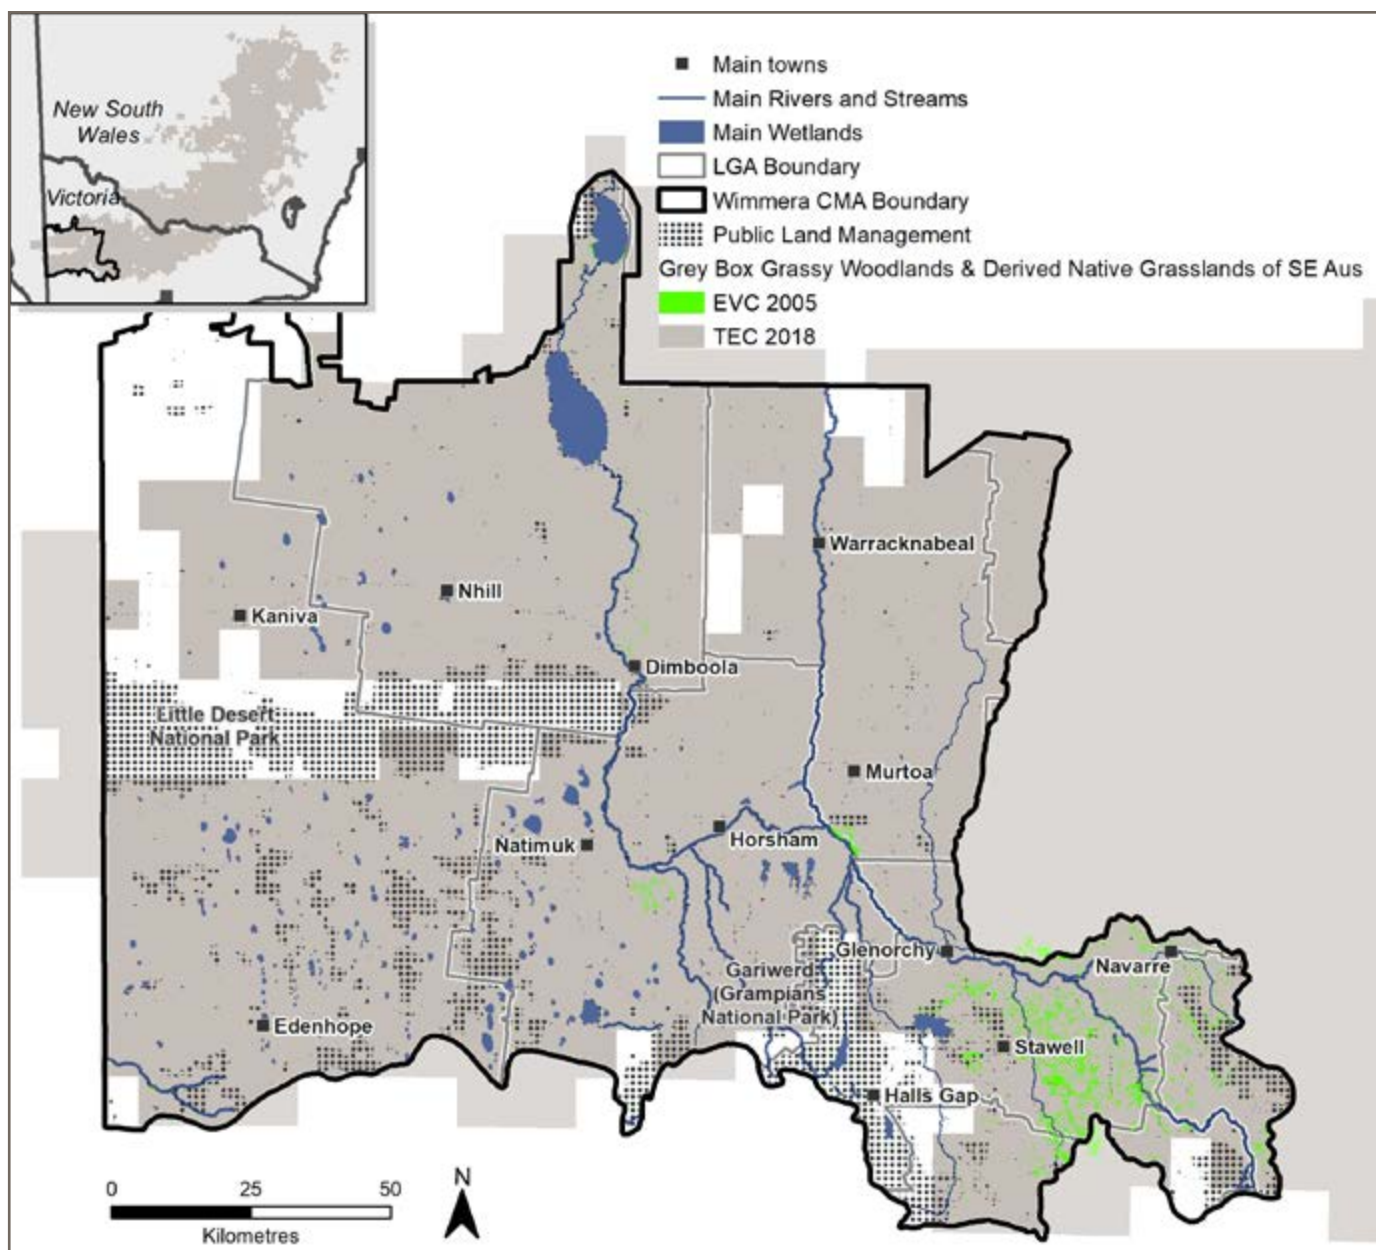 New South
Wales
Victoria
Main towns
Main Rivers and Streams
Main Wetlands
LGA Boundary
Wimmera CMA Boundary
Public Land Management
Grey Box Grassy Woodlands & Derived Native Grasslands of SE Aus
EVC 2005
TEC 2018
Warracknabeal
Nhill
Kaniva
Dimboola
Little Desert
National Park
Murtoa
Horsham
Natimuk
Glenorchy
Navarre
Gariwerd
(Grampians
National Park)
Edenhope
Stawell
Halls Gap
0 25 50
Kilometres
N